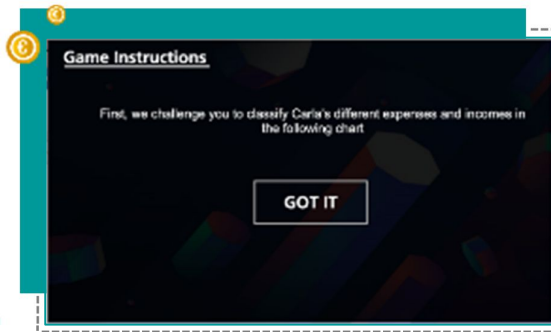 Game Instructions
First, we challenge you to classify Carla's different expenses and incomes in
the following chart
GOT IT